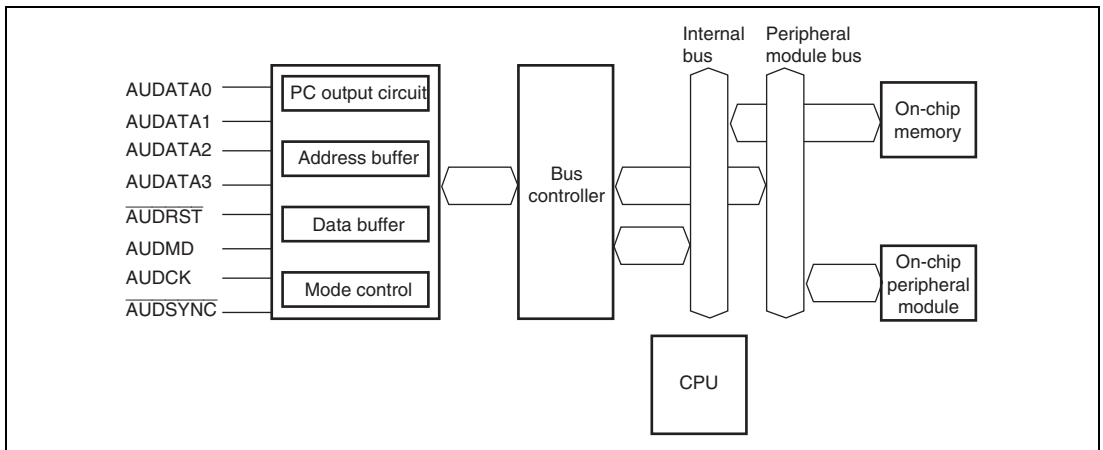 Internal
bus
Peripheral
module bus
AUDATA0
AUDATA1
AUDATA2
AUDATA3
AUDRST
AUDMD
AUDCK
AUDSYNC
PC output circuit
Address buffer
Data buffer
Mode control
Bus
controller
On-chip
memory
On-chip
peripheral
module
CPU